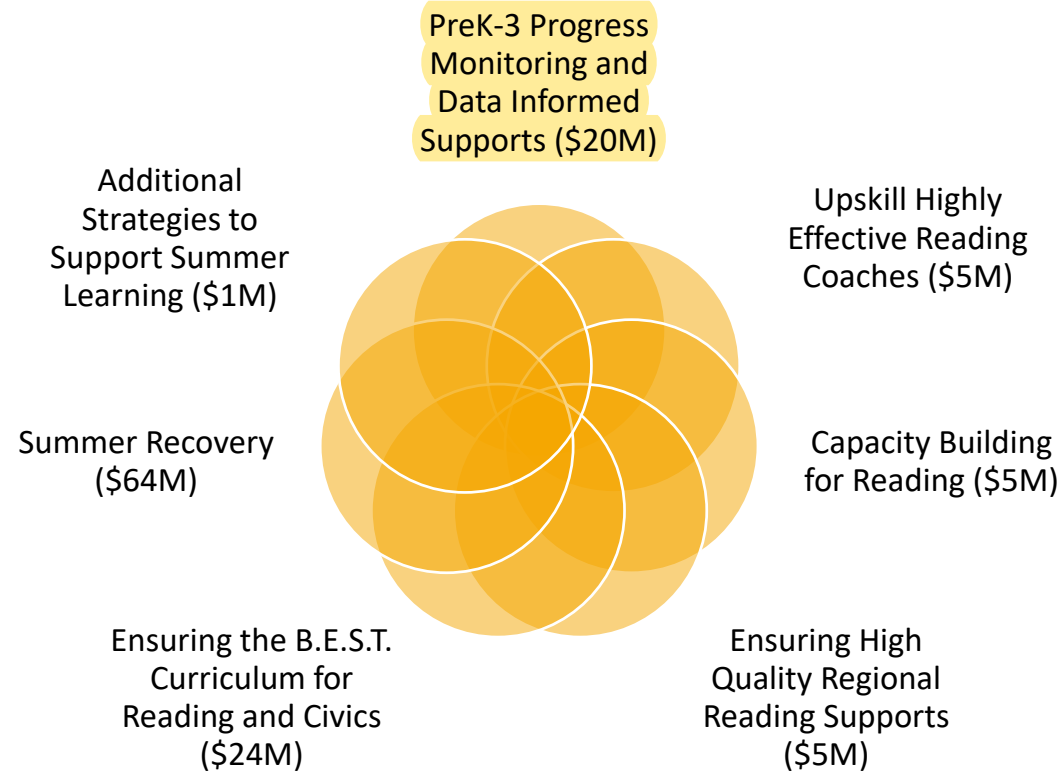 PreK-3 Progress
Monitoring and
Data Informed
Supports ($20M)
Upskill Highly
Effective Reading
Coaches ($5M)
Capacity Building
for Reading ($5M)
Ensuring High
Quality Regional
Reading Supports
($5M)
Ensuring the B.E.S.T.
Curriculum for
Reading and Civics
($24M)
Summer Recovery
($64M)
Additional
Strategies to
Support Summer
Learning ($1M)